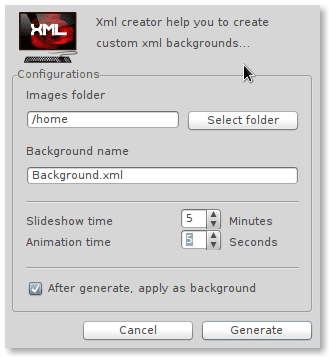 XML
Xml creator help you to create
custom xml backgrounds...
Configurations
Images folder
/home
Select folder
Background name
Background.xml
Slideshow time 5 Minutes
Animation time 5 Seconds
After generate, apply as background
Cancel Generate